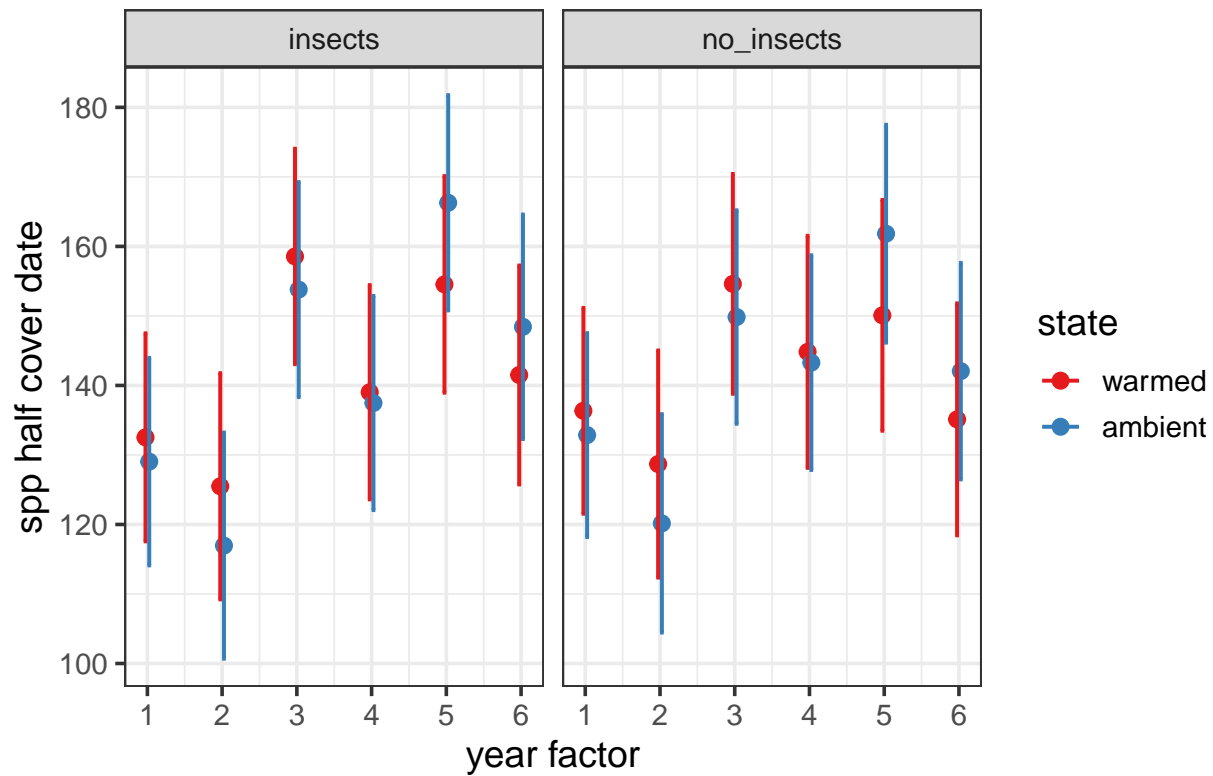 insects
no_insects
180
160
140
120
100
spp half cover date
1 2 3 4 5 6
1 2 3 4 5 6
year factor
state
warmed
ambient